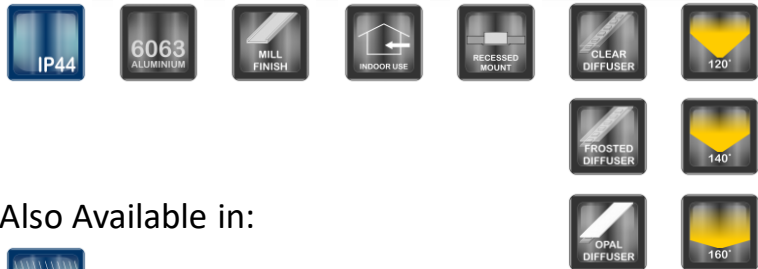 IP44
6063
ALUMINIUM
MILL
FINISH
INDOOR USE
RECESSED
MOUNT
CLEAR
DIFFUSER
120°
FROSTED
DIFFUSER
140°
Also Available in:
OPAL
DIFFUSER
160°